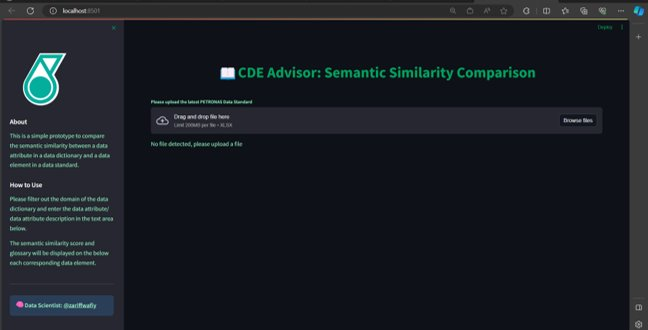 localhost:8501
Deploy
CDE Advisor: Semantic Similarity Comparison
About
This is a simple prototype to compare
the semantic similarity between a data
attribute in a data dictionary and a data
element in a data standard.
How to Use
Please filter out the domain of the data
dictionary and enter the data attribute/
data attribute description in the text area
below.
The semantic similarity score and
glossary will be displayed on the below
each corresponding data element.
Data Scientist: @zariffwafiy
Please upload the latest PETRONAS Data Standard
Drag and drop file here
Limit 200MB per file • XLSX
Browse files
No file detected, please upload a file